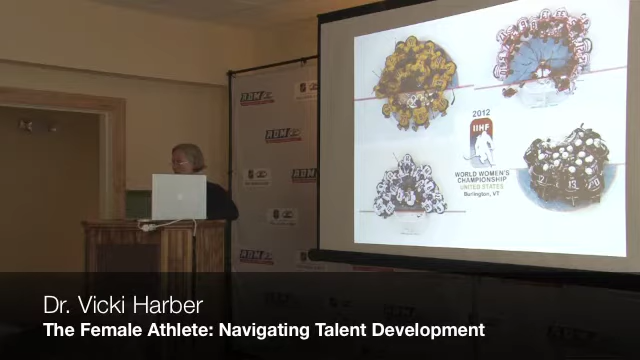 2012
IIHF
WORLD WOMEN'S
CHAMPIONSHIP
UNITED STATES
Burlington, VT
Dr. Vicki Harber
The Female Athlete: Navigating Talent Development